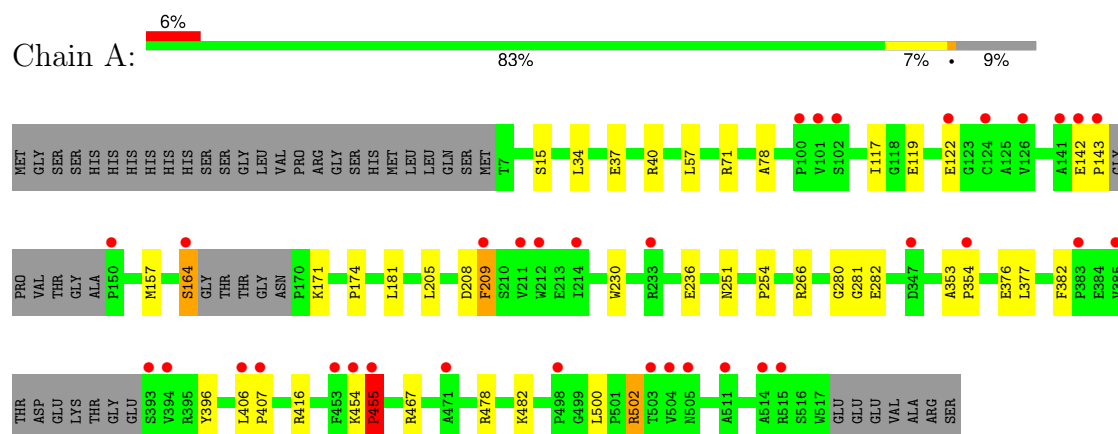 6%
Chain A:
83% 7% • 9%
MET GLY SER SER HIS HIS HIS HIS HIS HIS SER SER GLY LEU VAL PRO ARG GLY SER HIS MET LEU LEU GLN SER MET T7 S15 L34 E37 R40 L57 R71 A78 P100 V101 S102 I117 G118 E119 E122 G123 C124 A125 V126 A141 E142 P143 GLY
PRO VAL THR GLY ALA P150 M157 S164 GLY THR THR GLY ASN P170 K171 P174 L181 L205 D208 F209 S210 V211 W212 E213 I214 W230 R233 E236 N251 P254 R266 G280 G281 E282 D347 A353 P354 E376 L377 F382 P383 E384 V385
THR ASP GLU LYS THR GLY GLU S393 V394 R395 Y396 L406 P407 R416 F453 K454 P455 R467 A471 R478 K482 P498 G499 L500 P501 R502 T503 V504 N505 A511 A514 R515 S516 W517 GLU GLU GLU VAL ALA ARG SER